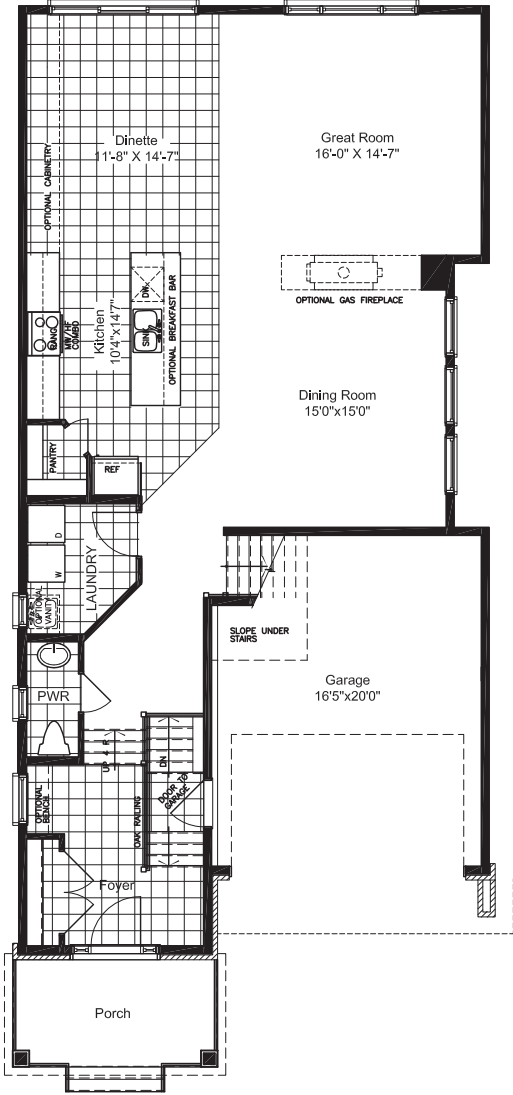 Dinette
11'-8" X 14'-7"
Great Room
16'-0" X 14'-7"
OPTIONAL CABINETRY
DW
SINK
OPTIONAL BREAKFAST BAR
Kitchen
10'4"x14'7"
RANGE
MW/HF
COMBO
OPTIONAL GAS FIREPLACE
Dining Room
15'0"x15'0"
PANTRY
REF
D
W
LAUNDRY
OPTIONAL
VANITY
SLOPE UNDER
STAIRS
PWR
Garage
16'5"x20'0"
UP 4 R
DN
DOOR TO
GARAGE
OPTIONAL
BENCH
OAK RAILING
Foyer
Porch